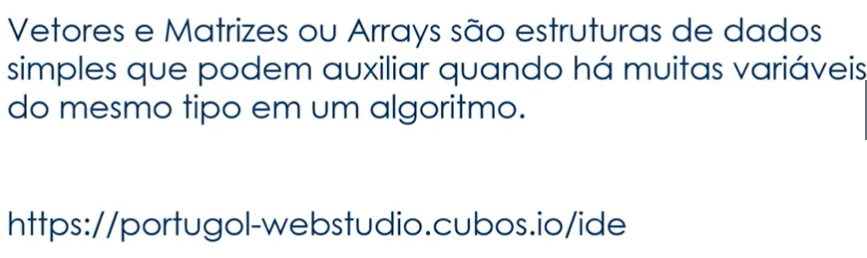 Vetores e Matrizes ou Arrays são estruturas de dados
simples que podem auxiliar quando há muitas variáveis
do mesmo tipo em um algoritmo.
https://portugol-webstudio.cubos.io/ide